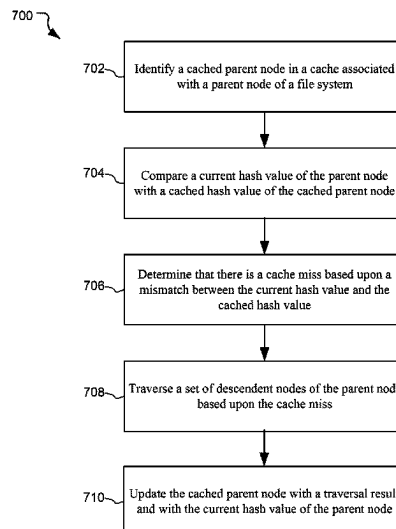 700
702
Identify a cached parent node in a cache associated
with a parent node of a file system
704
Compare a current hash value of the parent node
with a cached hash value of the cached parent node
706
Determine that there is a cache miss based upon a
mismatch between the current hash value and the
cached hash value
708
Traverse a set of descendent nodes of the parent nod
based upon the cache miss
710
Update the cached parent node with a traversal resul
and with the current hash value of the parent node